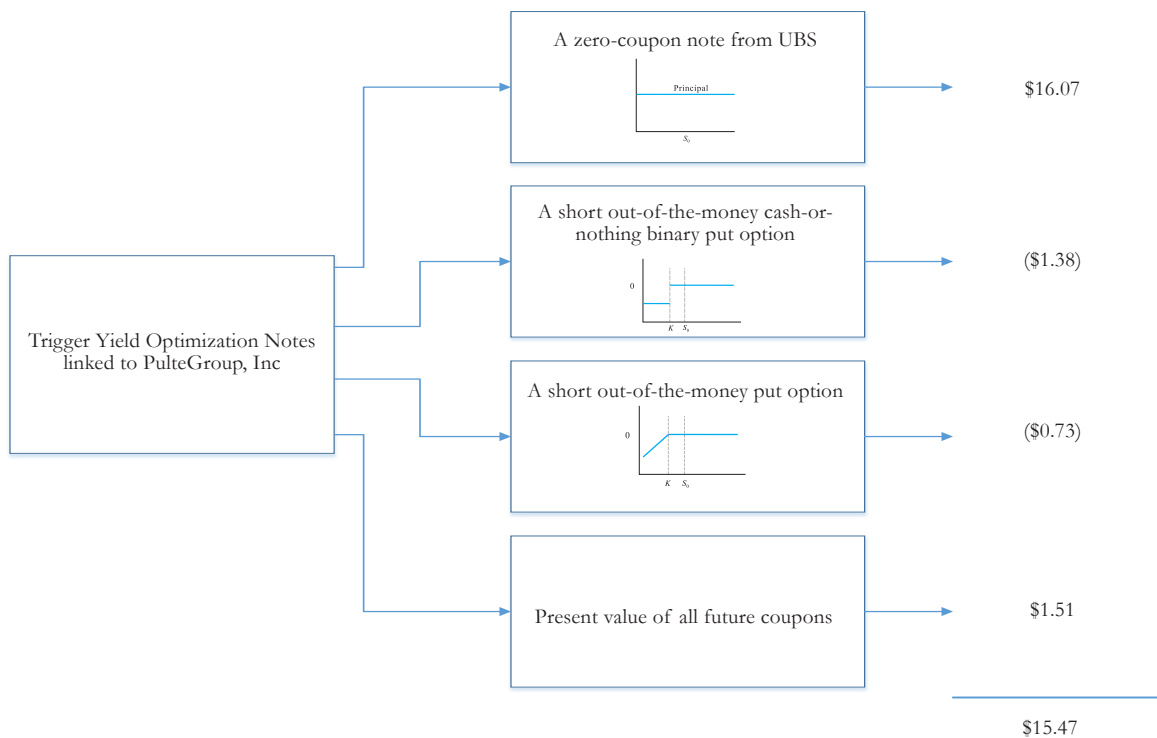 A zero-coupon note from UBS
Principal
S₀
$16.07
A short out-of-the-money cash-or-
nothing binary put option
0
K S₀
($1.38)
Trigger Yield Optimization Notes
linked to PulteGroup, Inc
A short out-of-the-money put option
0
K S₀
($0.73)
Present value of all future coupons
$1.51
$15.47